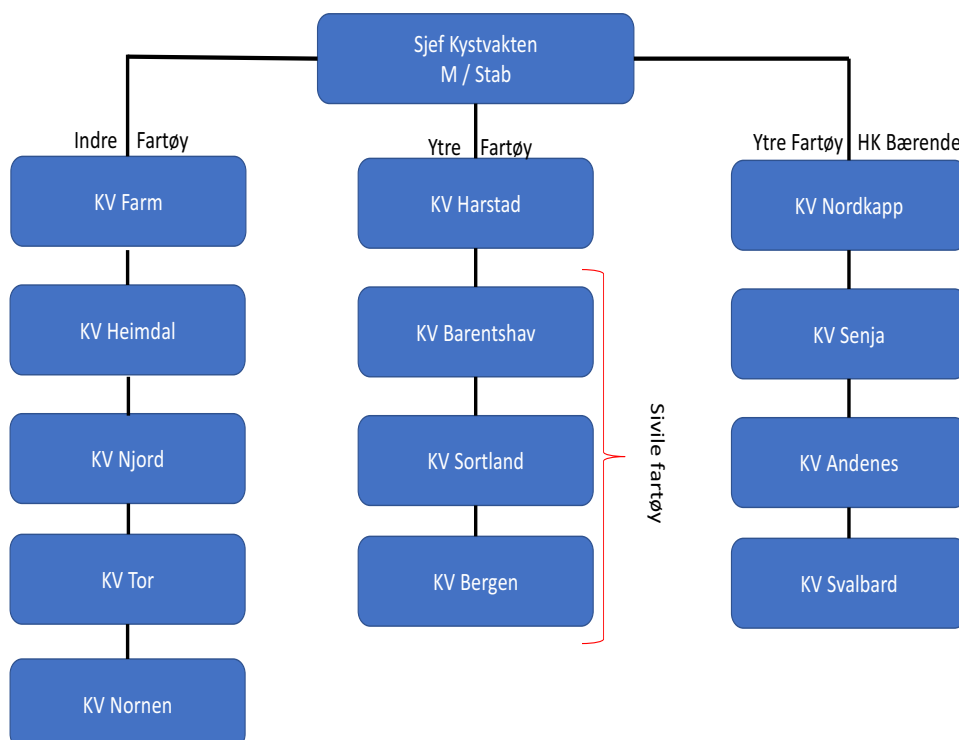 Sjef Kystvakten
M / Stab
Indre Fartøy
KV Farm
KV Heimdal
KV Njord
KV Tor
KV Nornen
Ytre Fartøy
KV Harstad
KV Barentshav
KV Sortland
KV Bergen
Sivile fartøy
Ytre Fartøy HK Bærende
KV Nordkapp
KV Senja
KV Andenes
KV Svalbard